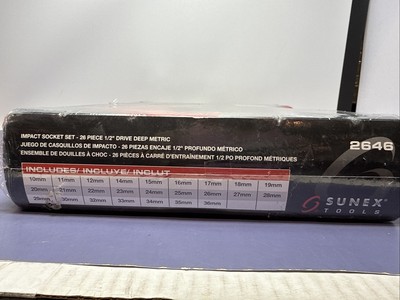 IMPACT SOCKET SET - 26 PIECE 1/2" DRIVE DEEP METRIC
JUEGO DE CASQUILLOS DE IMPACTO - 26 PIEZAS ENCAJE 1/2" PROFUNDO MÉTRICO
ENSEMBLE DE DOUILLES À CHOC - 26 PIÈCES À CARRÉ D'ENTRAÎNEMENT 1/2 PO PROFOND MÉTRIQUES
2646
INCLUDES/ INCLUYE/ INCLUT
10mm 11mm 12mm 14mm 15mm 16mm 17mm 18mm 19mm
20mm 21mm 22mm 23mm 24mm 25mm 26mm 27mm 28mm
30mm 32mm 33mm 34mm 35mm 36mm
SUNEX
TOOLS